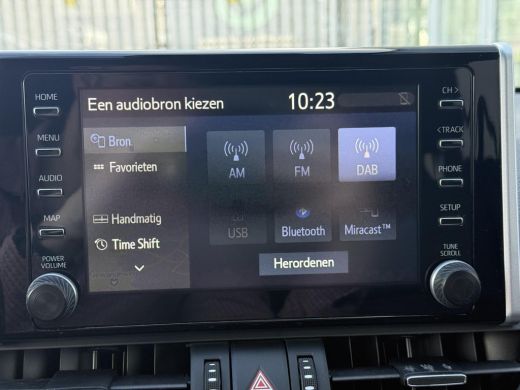 HOME
MENU
AUDIO
MAP
POWER
VOLUME
Een audiobron kiezen
10:23
Bron
Favorieten
Handmatig
Time Shift
AM
FM
DAB
USB
Bluetooth
Miracast™
Herordenen
CH >
< TRACK
PHONE
SETUP
TUNE
SCROLL